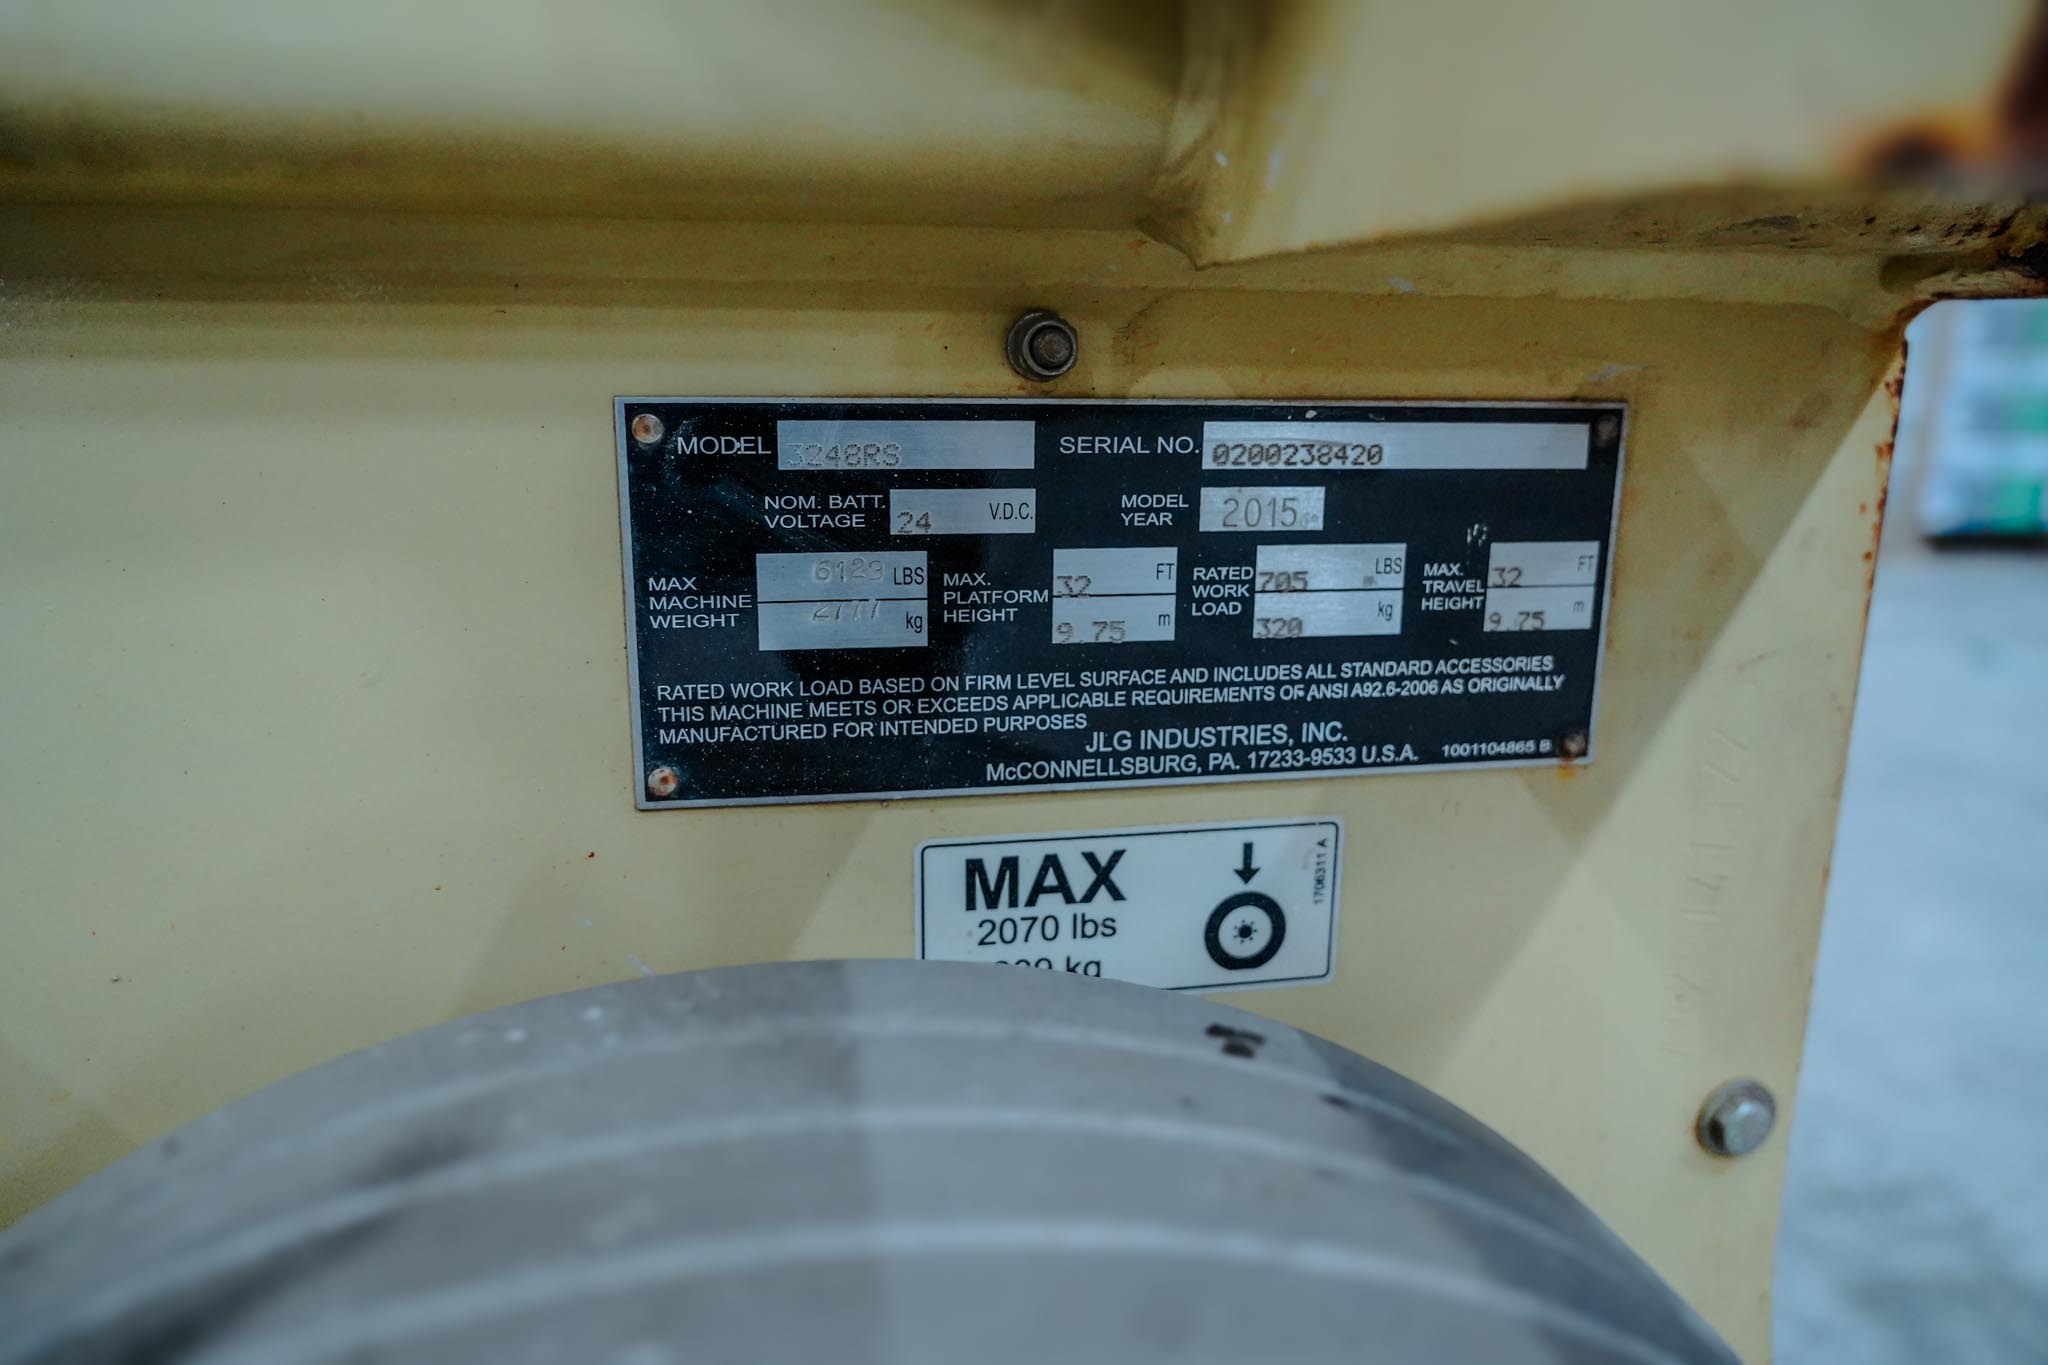 MODEL 3248RS SERIAL NO. 0200238420
NOM. BATT. VOLTAGE 24 V.D.C. MODEL YEAR 2015
MAX MACHINE WEIGHT 6123 LBS 2777 kg MAX. PLATFORM HEIGHT 32 FT 9.75 m RATED WORK LOAD 705 LBS 320 kg MAX. TRAVEL HEIGHT 32 FT 9.75 m
RATED WORK LOAD BASED ON FIRM LEVEL SURFACE AND INCLUDES ALL STANDARD ACCESSORIES
THIS MACHINE MEETS OR EXCEEDS APPLICABLE REQUIREMENTS OF ANSI A92.6-2006 AS ORIGINALLY
MANUFACTURED FOR INTENDED PURPOSES
JLG INDUSTRIES, INC.
McCONNELLSBURG, PA. 17233-9533 U.S.A. 1001104865 B
MAX
2070 lbs
kg
1706311 A